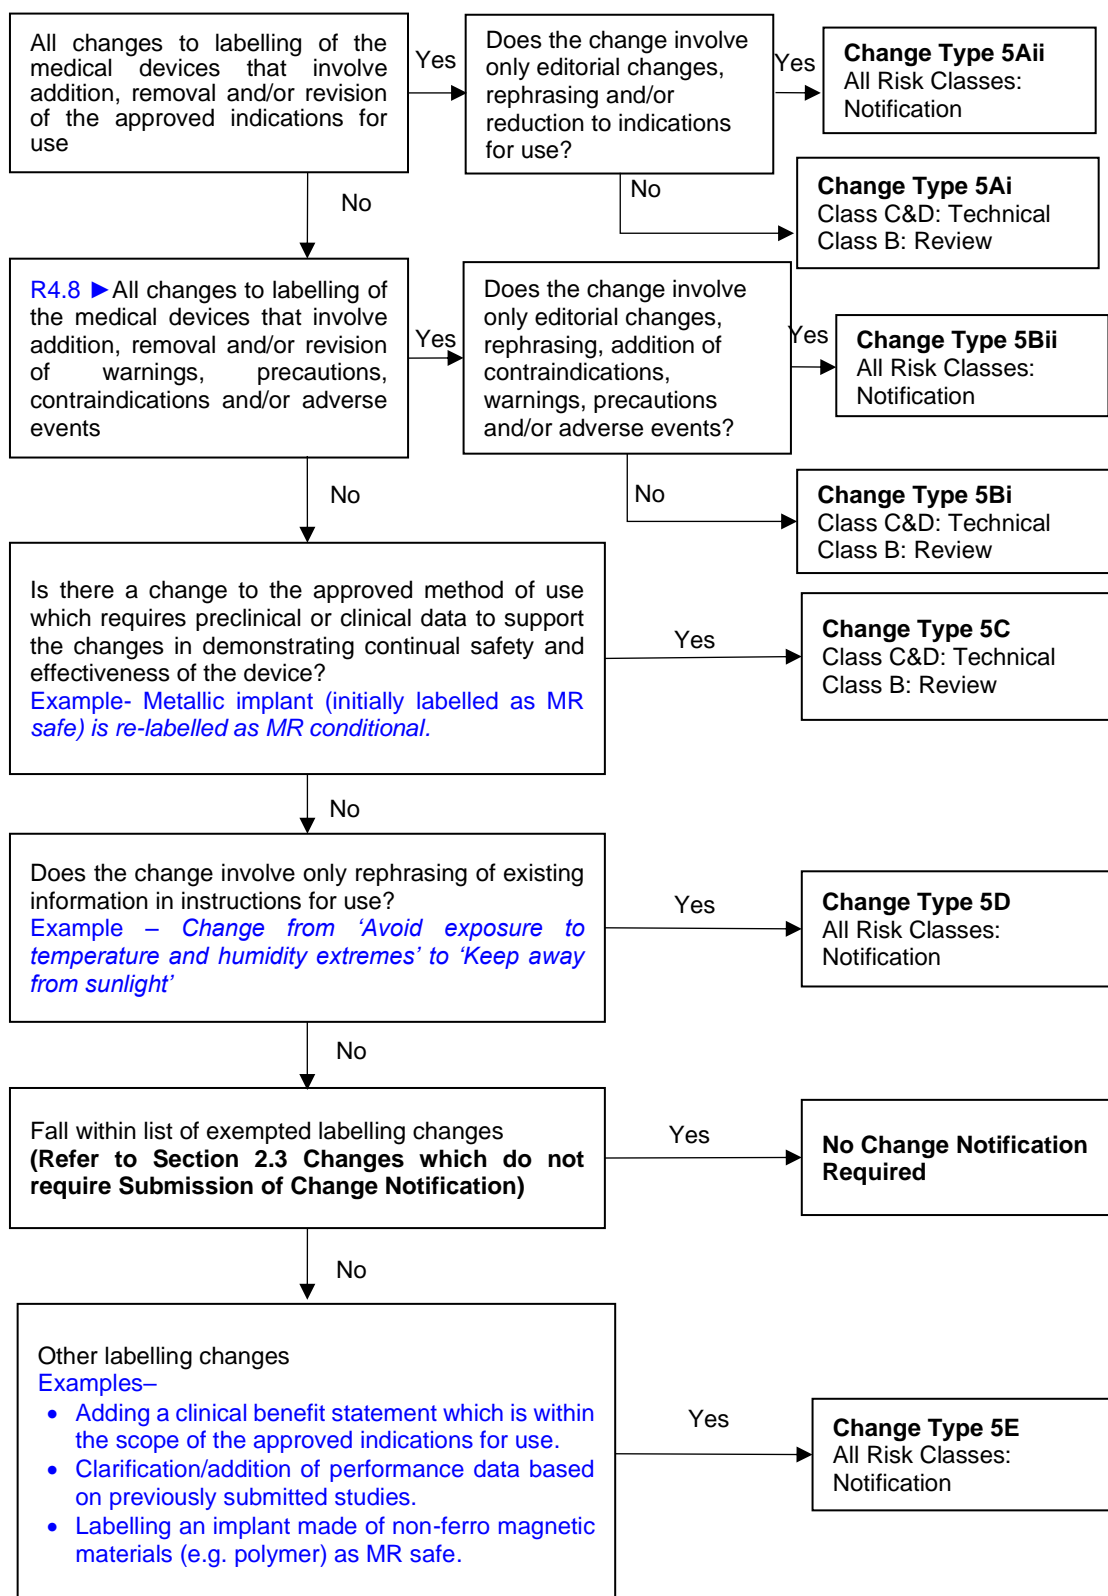 All changes to labelling of the
medical devices that involve
addition, removal and/or revision
of the approved indications for
use
Yes
Does the change involve
only editorial changes,
rephrasing and/or
reduction to indications
for use?
Yes
Change Type 5Aii
All Risk Classes:
Notification
No
No
Change Type 5Ai
Class C&D: Technical
Class B: Review
R4.8 ►All changes to labelling of
the medical devices that involve
addition, removal and/or revision
of warnings, precautions,
contraindications and/or adverse
events
Yes
Does the change involve
only editorial changes,
rephrasing, addition of
contraindications,
warnings, precautions
and/or adverse events?
Yes
Change Type 5Bii
All Risk Classes:
Notification
No
No
Change Type 5Bi
Class C&D: Technical
Class B: Review
Is there a change to the approved method of use
which requires preclinical or clinical data to support
the changes in demonstrating continual safety and
effectiveness of the device?
Example- Metallic implant (initially labelled as MR
safe) is re-labelled as MR conditional.
Yes
Change Type 5C
Class C&D: Technical
Class B: Review
No
Does the change involve only rephrasing of existing
information in instructions for use?
Example – Change from ‘Avoid exposure to
temperature and humidity extremes’ to ‘Keep away
from sunlight’
Yes
Change Type 5D
All Risk Classes:
Notification
No
Fall within list of exempted labelling changes
(Refer to Section 2.3 Changes which do not
require Submission of Change Notification)
Yes
No Change Notification
Required
No
Other labelling changes
Examples–
• Adding a clinical benefit statement which is within
the scope of the approved indications for use.
• Clarification/addition of performance data based
on previously submitted studies.
• Labelling an implant made of non-ferro magnetic
materials (e.g. polymer) as MR safe.
Yes
Change Type 5E
All Risk Classes:
Notification